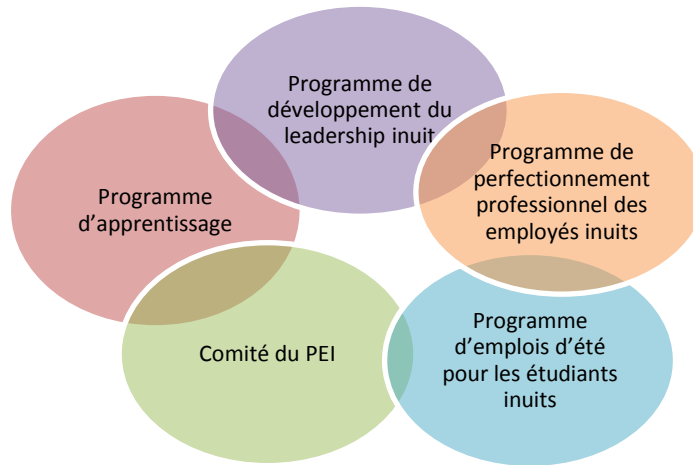 Programme de
développement du
leadership inuit
Programme de
perfectionnement
professionnel des
employés inuits
Programme
d'apprentissage
Programme
d'emplois d'été
pour les étudiants
inuits
Comité du PEI